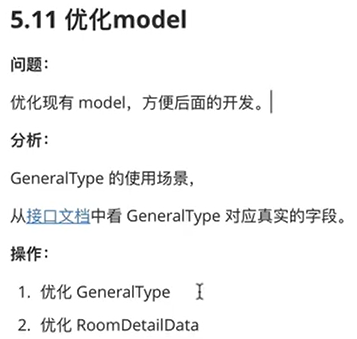 5.11 优化model
问题：
优化现有 model，方便后面的开发。
分析：
GeneralType 的使用场景，
从接口文档中看 GeneralType 对应真实的字段。
操作：
1. 优化 GeneralType
2. 优化 RoomDetailData